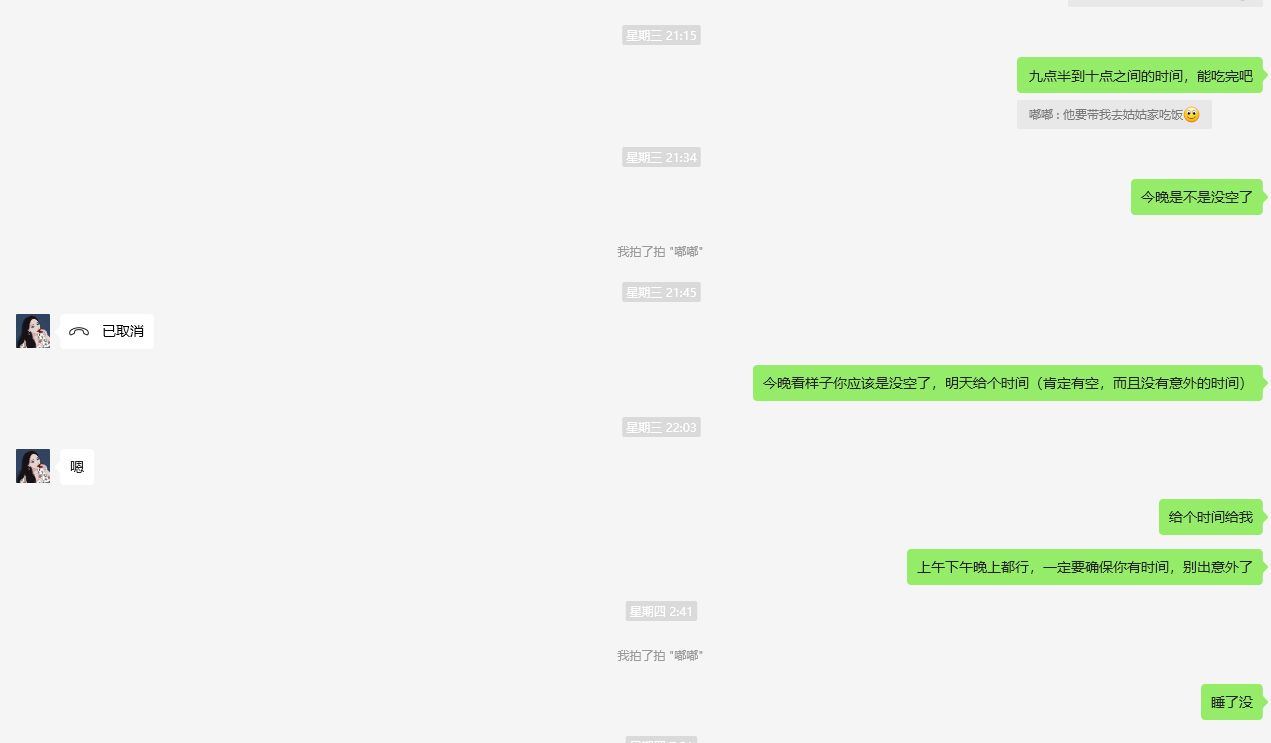 星期三 21:15
九点半到十点之间的时间，能吃完吧
嘟嘟 : 他要带我去姑姑家吃饭🙂
星期三 21:34
今晚是不是没空了
我拍了拍 "嘟嘟"
星期三 21:45
已取消
今晚看样子你应该是没空了，明天给个时间（肯定有空，而且没有意外的时间）
星期三 22:03
嗯
给个时间给我
上午下午晚上都行，一定要确保你有时间，别出意外了
星期四 2:41
我拍了拍 "嘟嘟"
睡了没